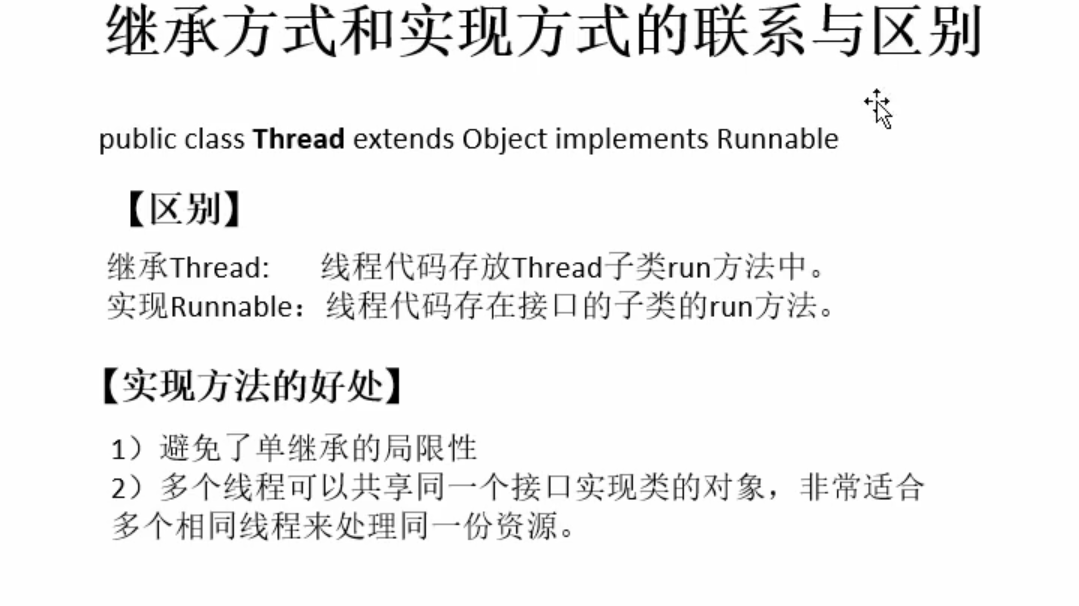 继承方式和实现方式的联系与区别
public class Thread extends Object implements Runnable
【区别】
继承Thread: 线程代码存放Thread子类run方法中。
实现Runnable：线程代码存在接口的子类的run方法。
【实现方法的好处】
1）避免了单继承的局限性
2）多个线程可以共享同一个接口实现类的对象，非常适合
多个相同线程来处理同一份资源。